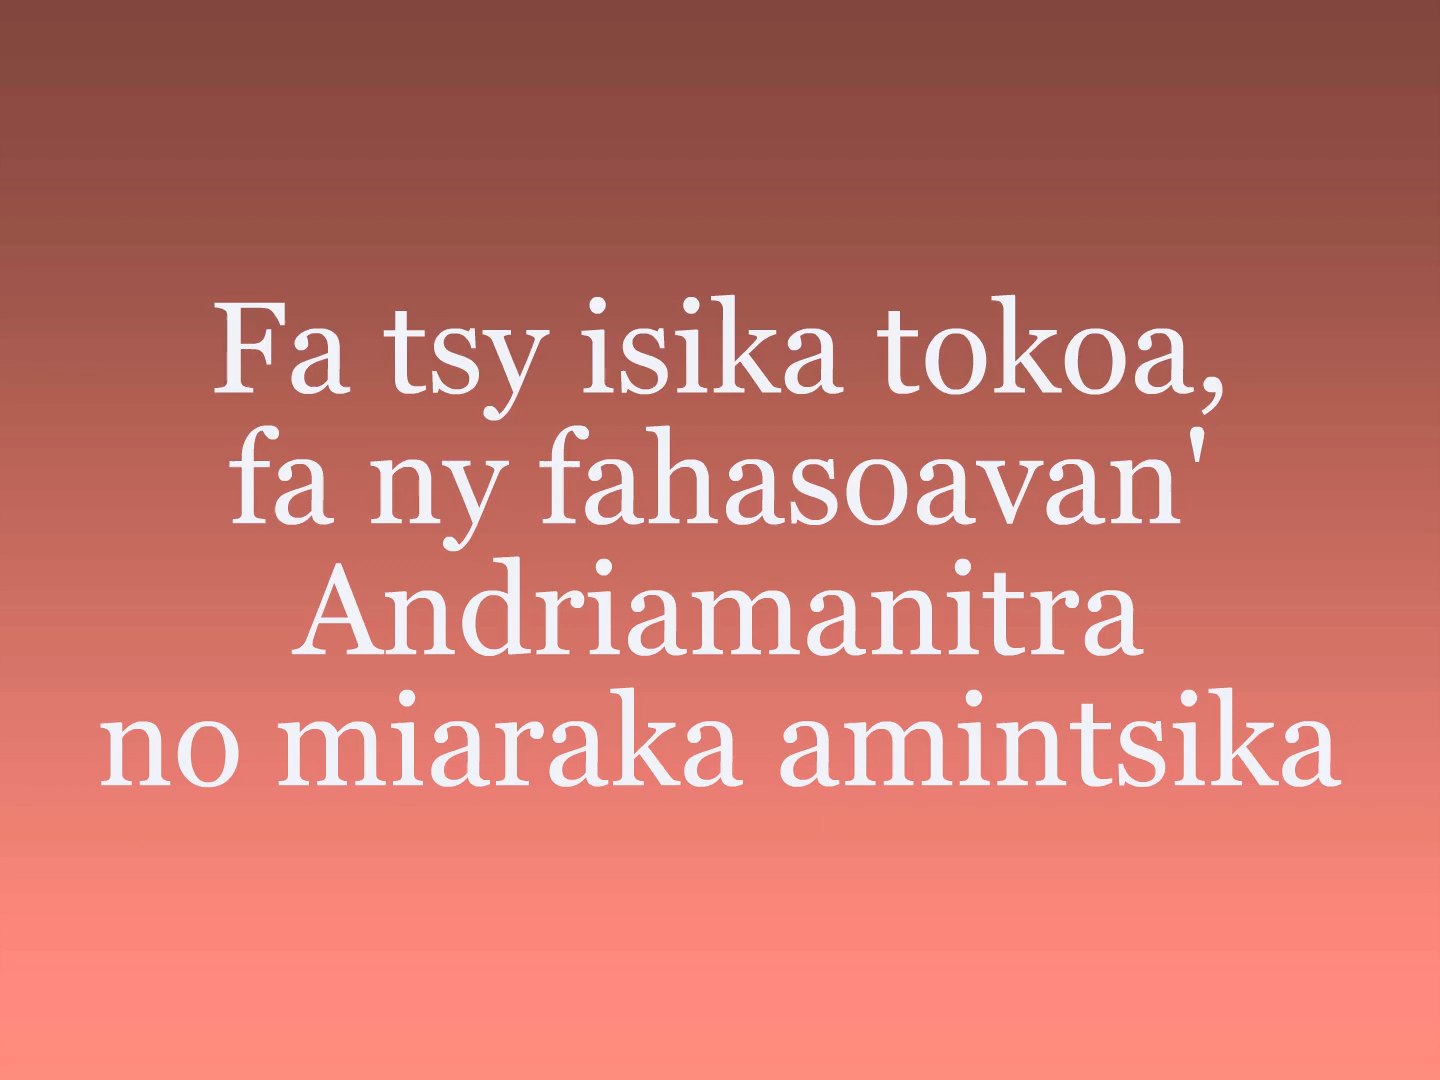 Fa tsy isika tokoa,
fa ny fahasoavan'
Andriamanitra
no miaraka amintsika